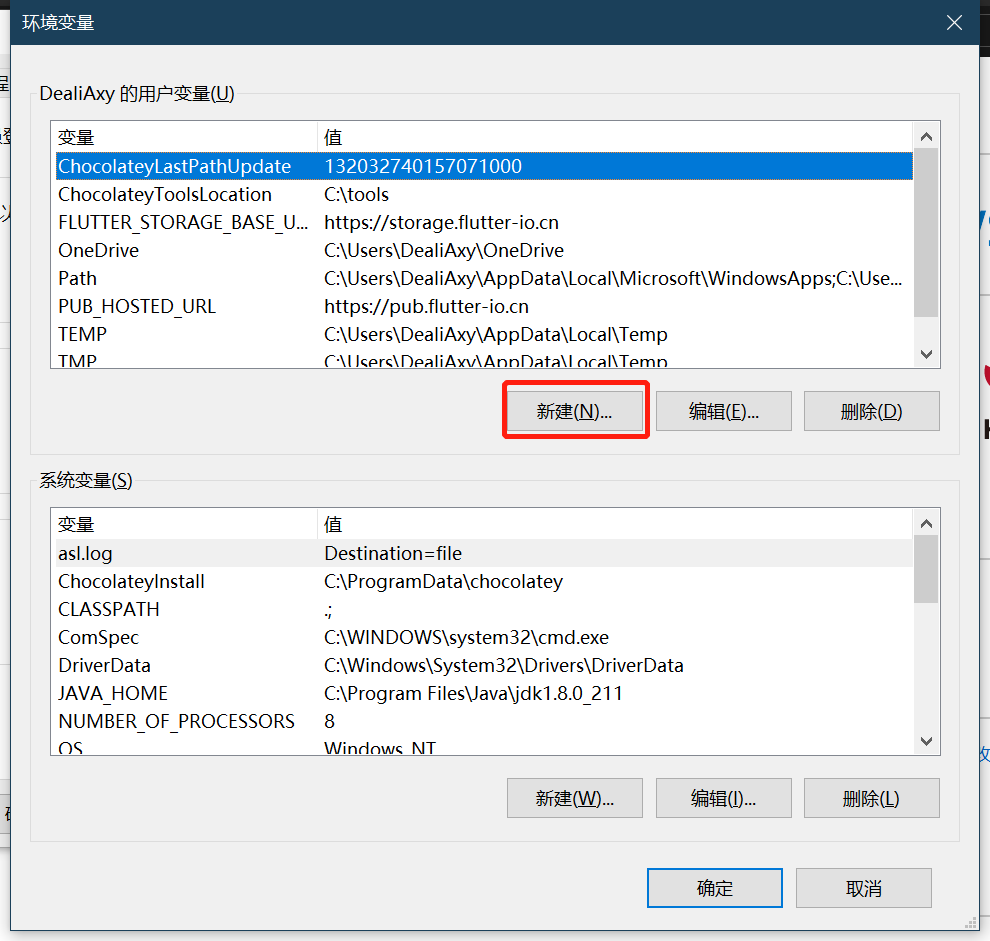 环境变量
DealiAxy 的用户变量(U)
变量 值
ChocolateyLastPathUpdate 132032740157071000
ChocolateyToolsLocation C:\tools
FLUTTER_STORAGE_BASE_U... https://storage.flutter-io.cn
OneDrive C:\Users\DealiAxy\OneDrive
Path C:\Users\DealiAxy\AppData\Local\Microsoft\WindowsApps;C:\Use...
PUB_HOSTED_URL https://pub.flutter-io.cn
TEMP C:\Users\DealiAxy\AppData\Local\Temp
TMP C:\Users\DealiAxy\AppData\Local\Temp
新建(N)... 编辑(E)... 删除(D)
系统变量(S)
变量 值
asl.log Destination=file
ChocolateyInstall C:\ProgramData\chocolatey
CLASSPATH .;
ComSpec C:\WINDOWS\system32\cmd.exe
DriverData C:\Windows\System32\Drivers\DriverData
JAVA_HOME C:\Program Files\Java\jdk1.8.0_211
NUMBER_OF_PROCESSORS 8
OS Windows_NT
新建(W)... 编辑(I)... 删除(L)
确定 取消